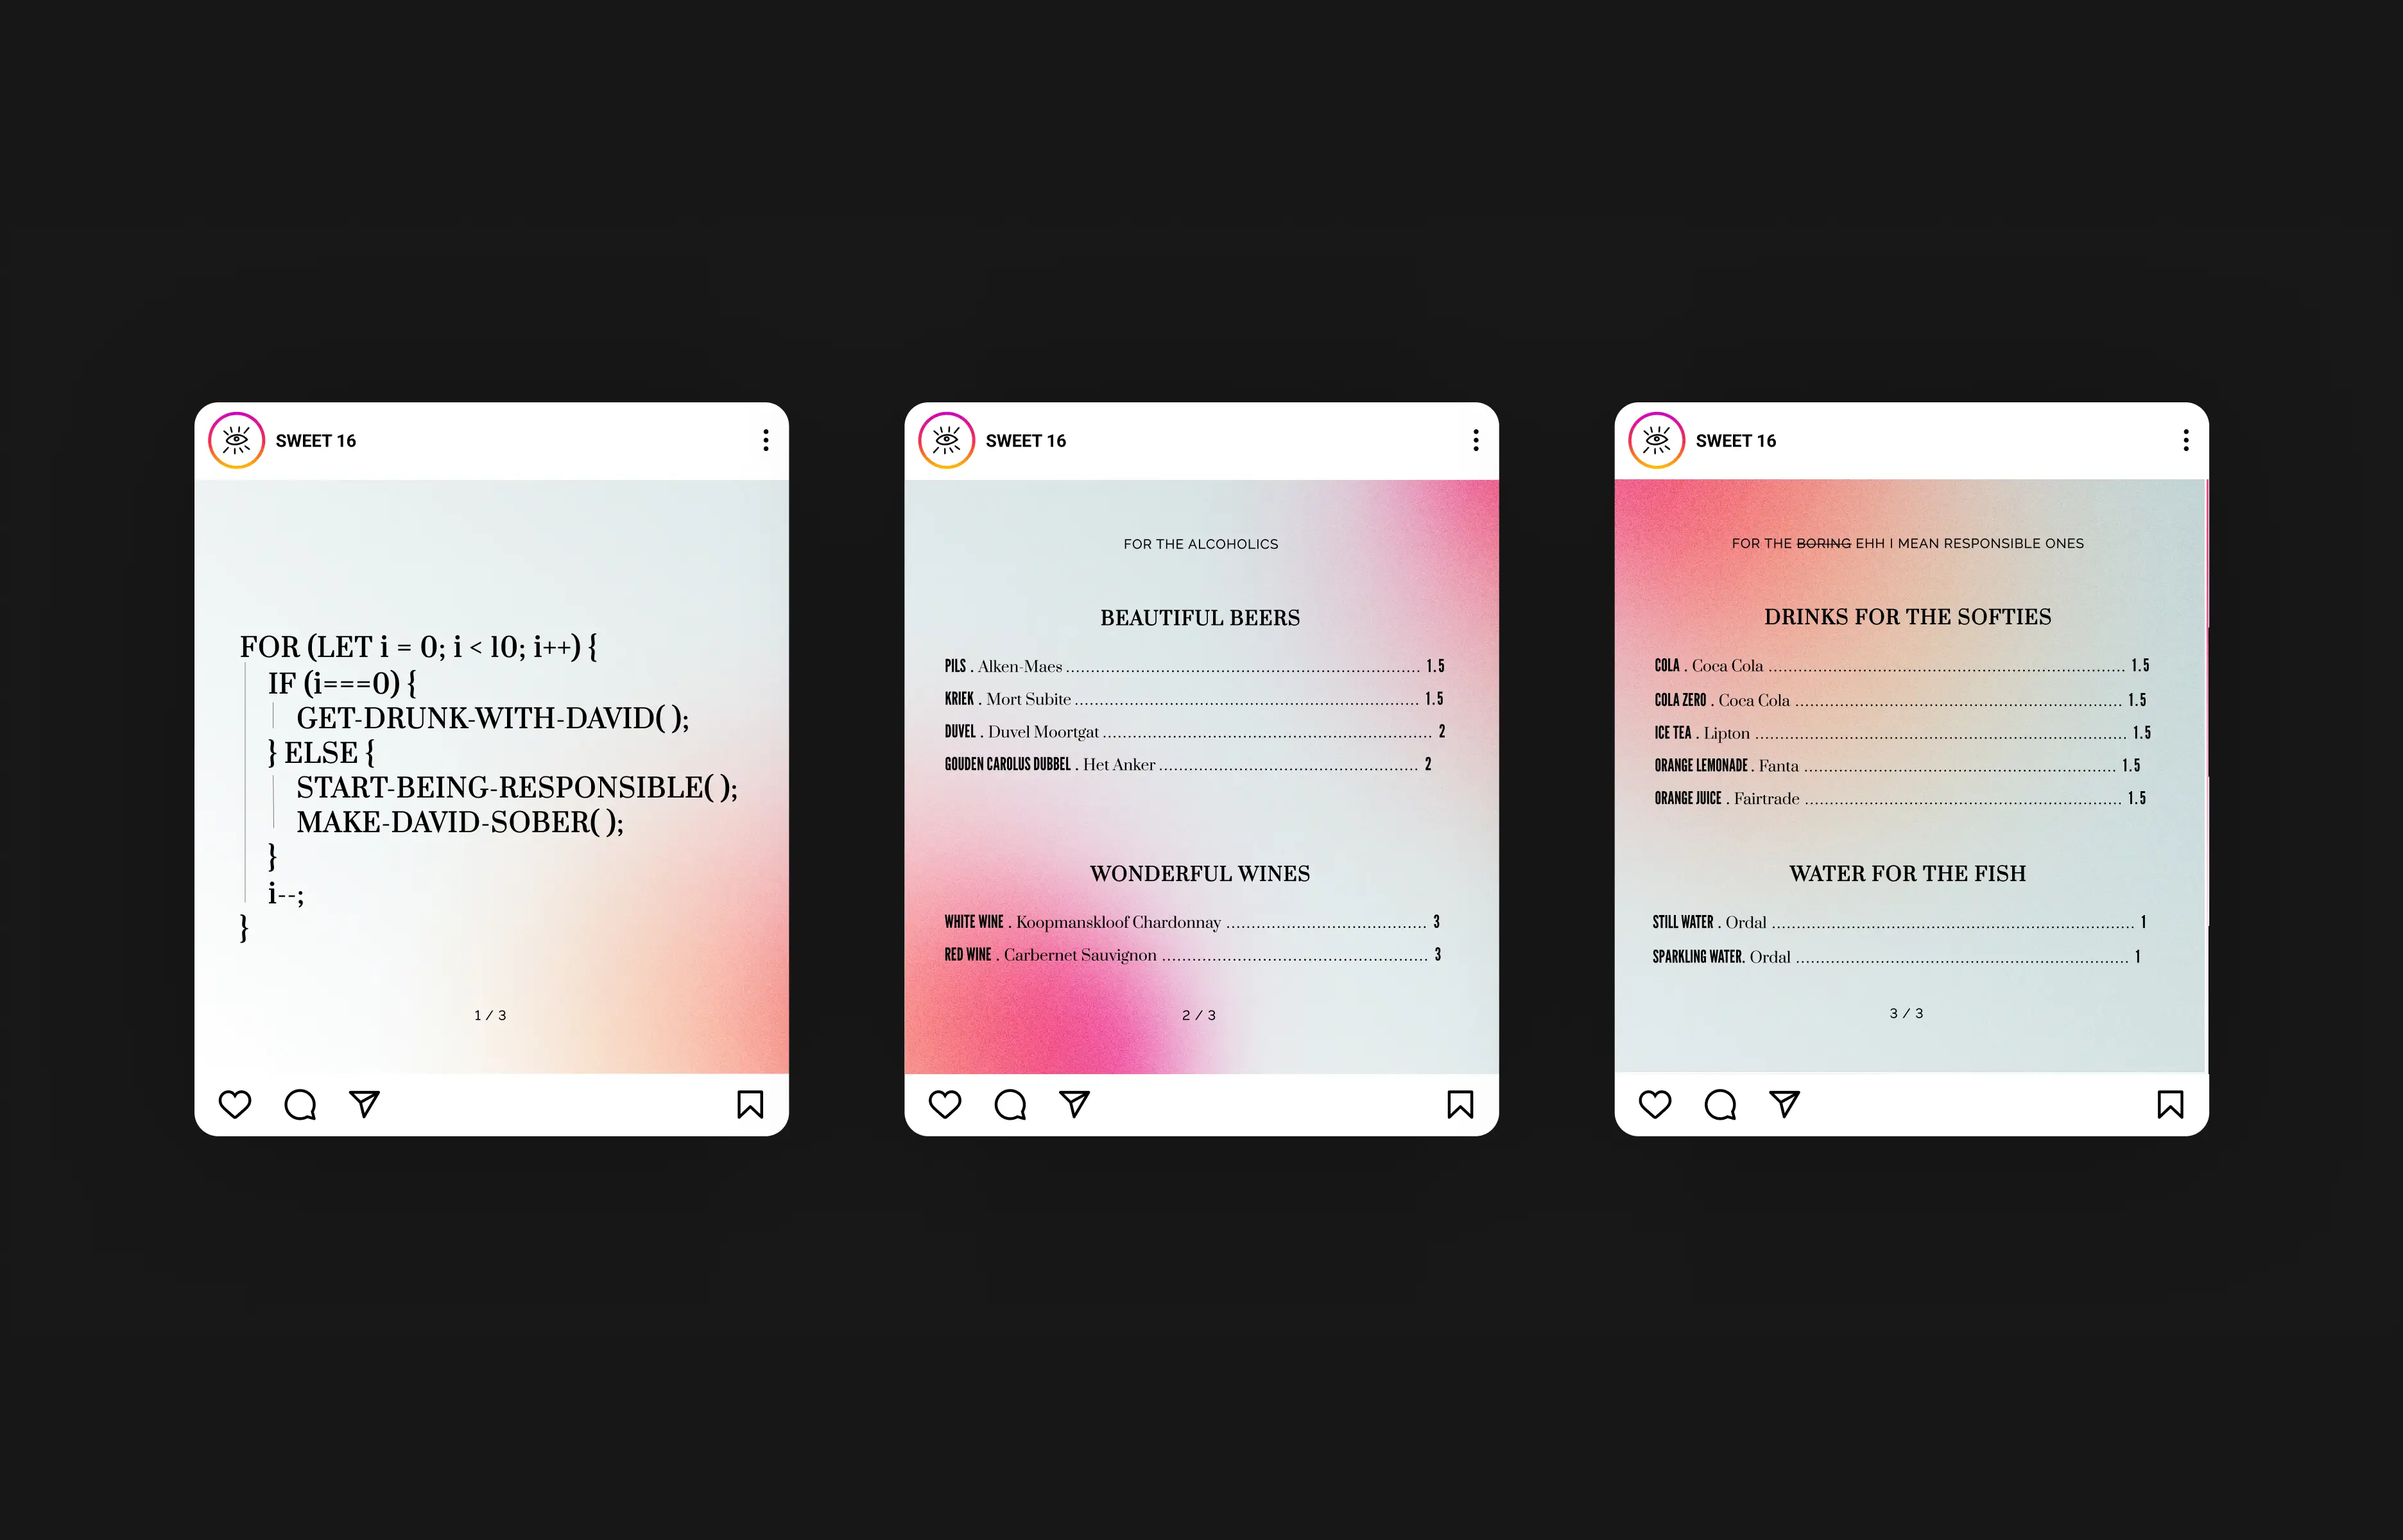 SWEET 16
FOR (LET i = 0; i < l0; i++) {
IF (i===0) {
GET-DRUNK-WITH-DAVID( );
} ELSE {
START-BEING-RESPONSIBLE( );
MAKE-DAVID-SOBER( );
}
i--;
}
1 / 3
SWEET 16
FOR THE ALCOHOLICS
BEAUTIFUL BEERS
PILS . Alken-Maes ........................................................................ 1.5
KRIEK . Mort Subite ...................................................................... 1.5
DUVEL . Duvel Moortgat .................................................................. 2
GOUDEN CAROLUS DUBBEL . Het Anker .................................................... 2
WONDERFUL WINES
WHITE WINE . Koopmanskloof Chardonnay ........................................ 3
RED WINE . Carbernet Sauvignon ..................................................... 3
2 / 3
SWEET 16
FOR THE BORING EHH I MEAN RESPONSIBLE ONES
DRINKS FOR THE SOFTIES
COLA . Coca Cola ....................................................................... 1.5
COLA ZERO . Coca Cola ................................................................. 1.5
ICE TEA . Lipton .......................................................................... 1.5
ORANGE LEMONADE . Fanta .............................................................. 1.5
ORANGE JUICE . Fairtrade ............................................................... 1.5
WATER FOR THE FISH
STILL WATER . Ordal ........................................................................ 1
SPARKLING WATER. Ordal .................................................................. 1
3 / 3